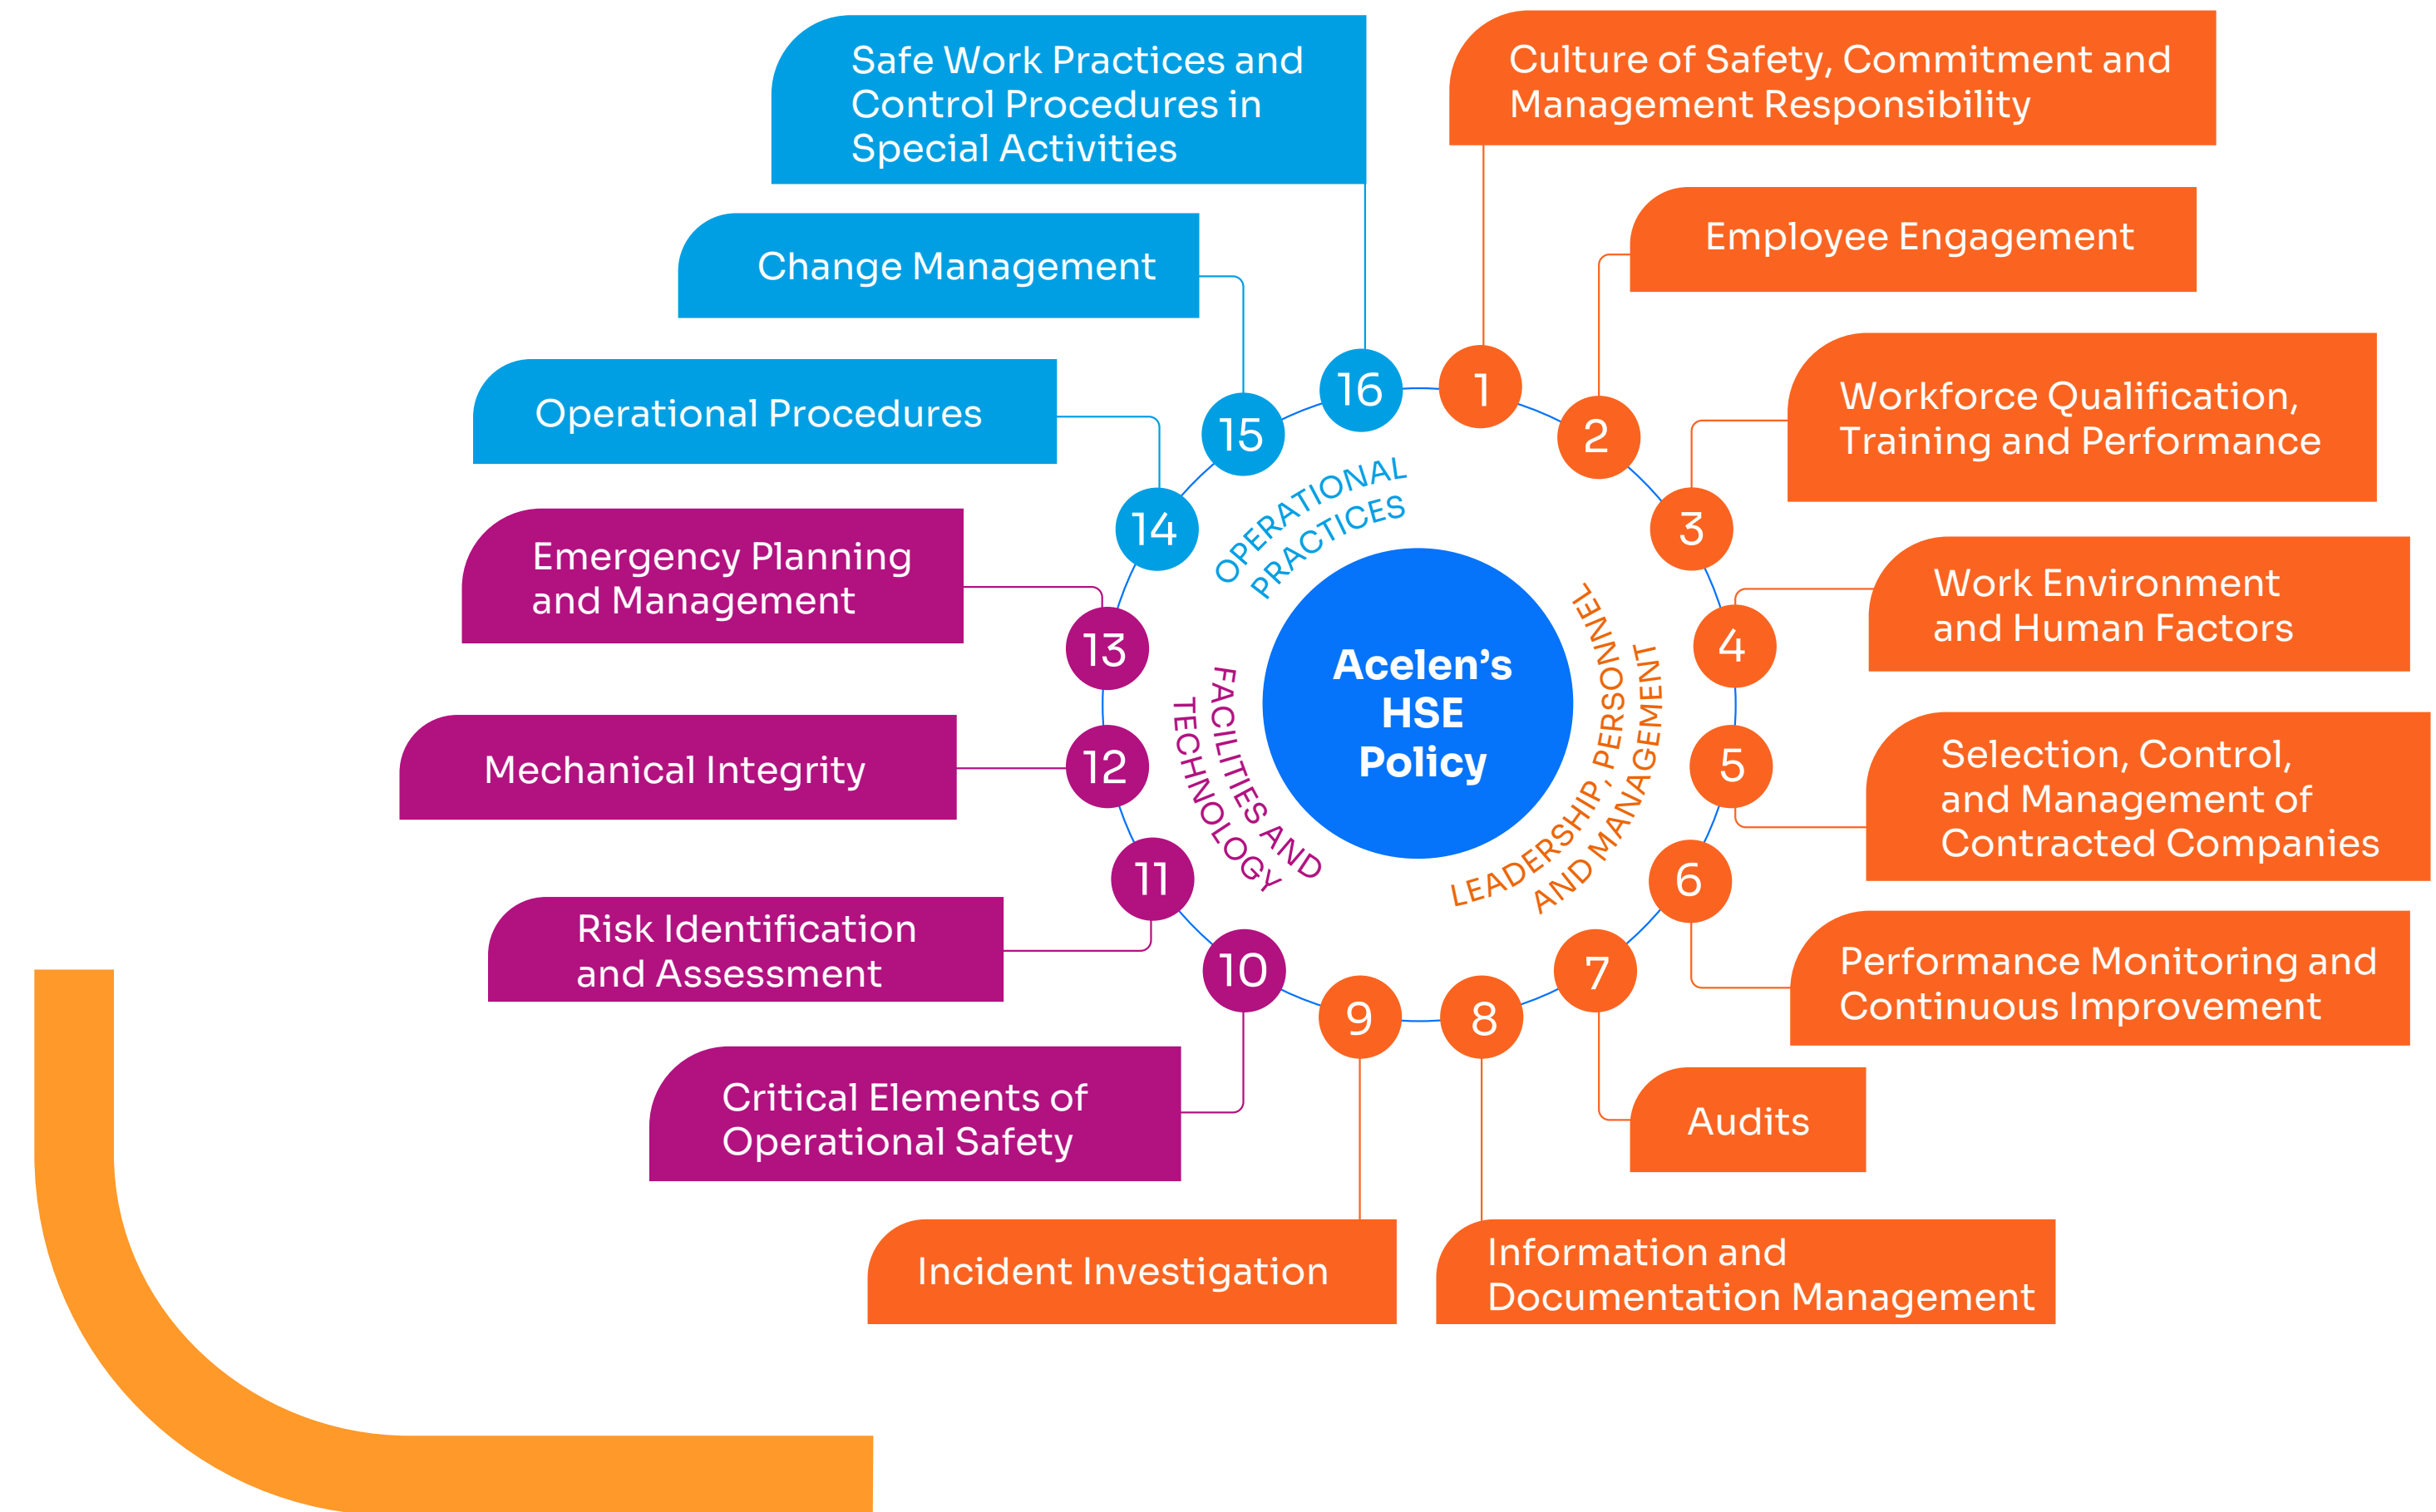 Safe Work Practices and
Control Procedures in
Special Activities
Culture of Safety, Commitment and
Management Responsibility
Change Management
Employee Engagement
Operational Procedures
Workforce Qualification,
Training and Performance
Emergency Planning
and Management
Work Environment
and Human Factors
Mechanical Integrity
Selection, Control,
and Management of
Contracted Companies
Risk Identification
and Assessment
Performance Monitoring and
Continuous Improvement
Critical Elements of
Operational Safety
Audits
Incident Investigation
Information and
Documentation Management
1
2
3
4
5
6
7
8
9
10
11
12
13
14
15
16
OPERATIONAL
PRACTICES
LEADERSHIP, PERSONNEL
AND MANAGEMENT
FACILITIES AND
TECHNOLOGY
Acelen’s
HSE
Policy